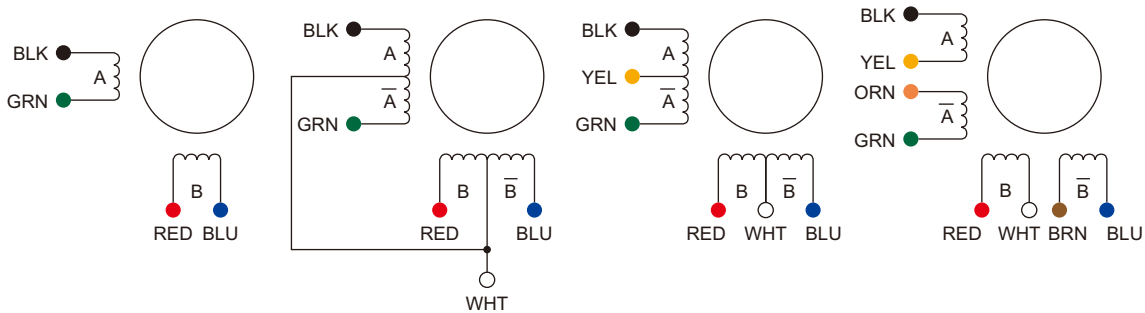 BLK
A
GRN
B
RED BLU
BLK
A
A̅
GRN
B B̅
RED BLU
WHT
BLK
A
YEL
A̅
GRN
B B̅
RED WHT BLU
BLK
A
YEL
ORN
A̅
GRN
B B̅
RED WHT BRN BLU